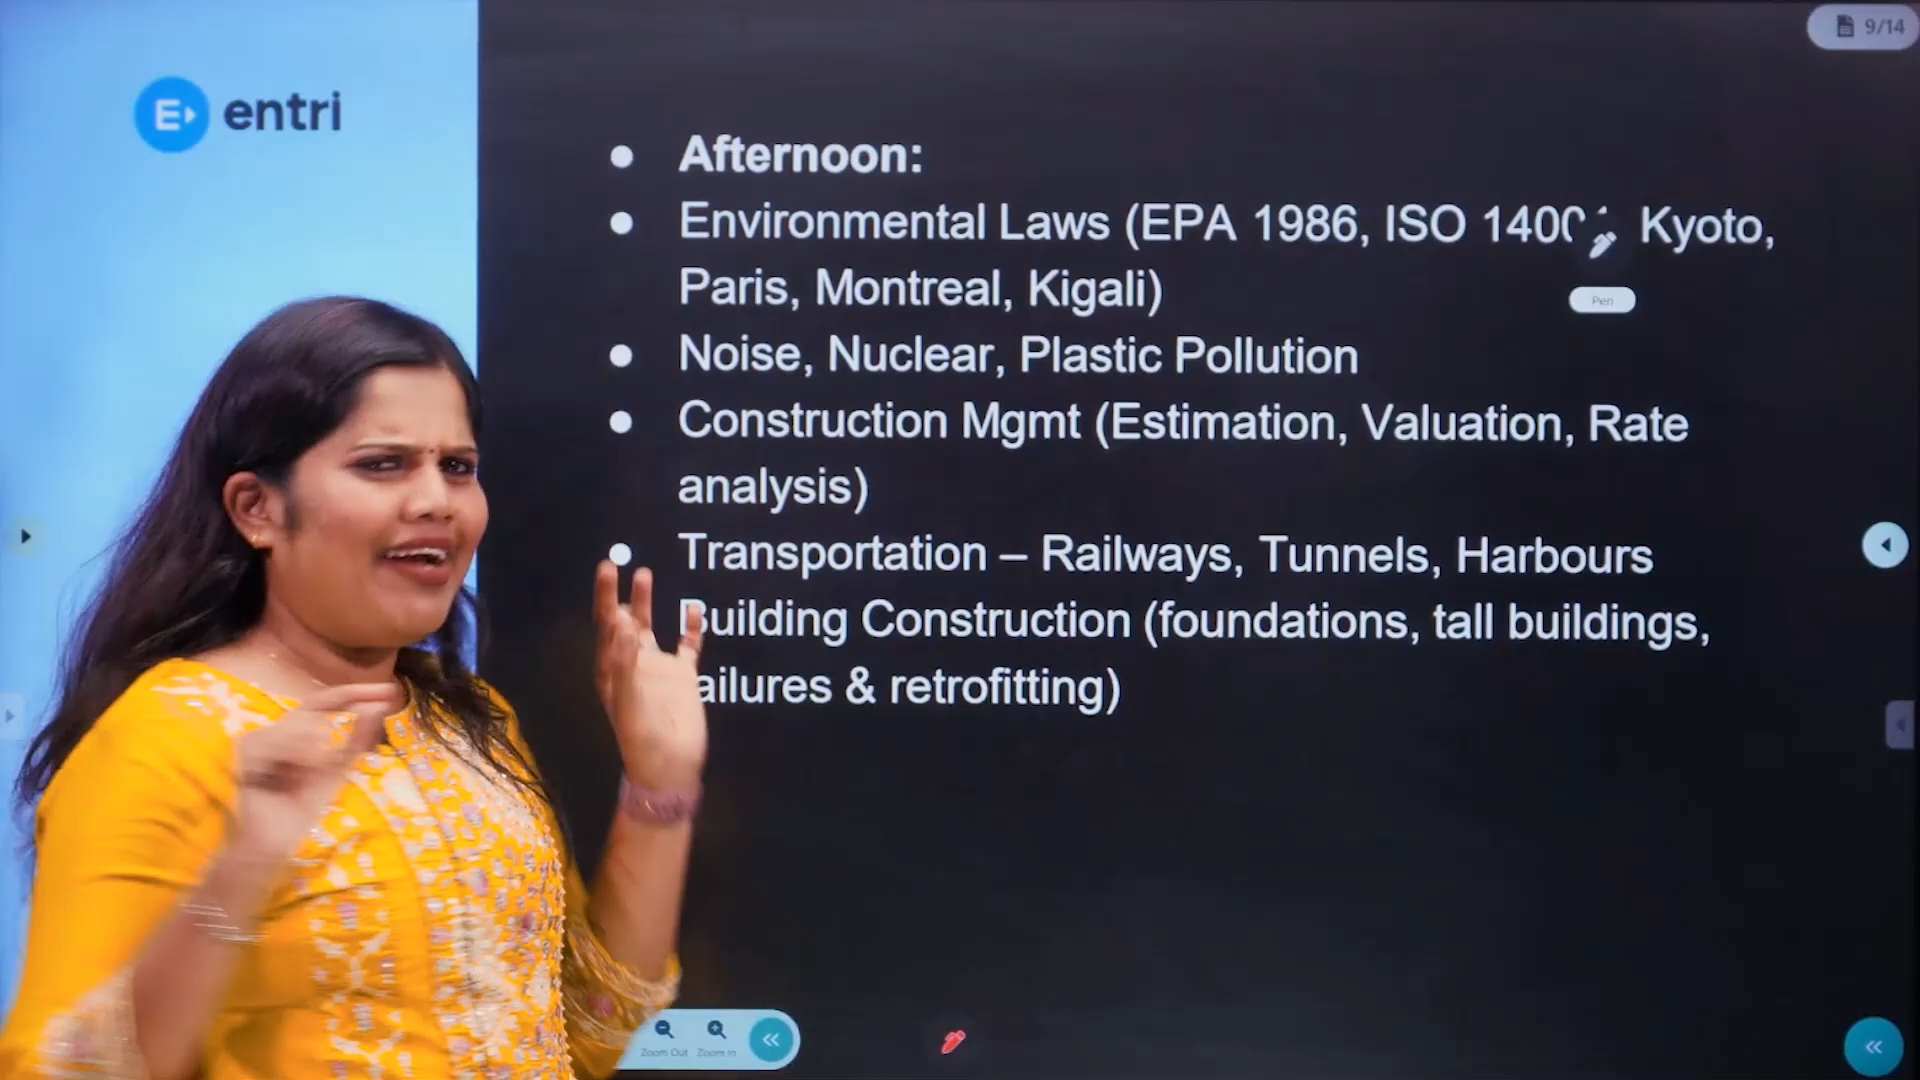 9/14
E entri
Afternoon:
Environmental Laws (EPA 1986, ISO 1400 Kyoto,
Paris, Montreal, Kigali)
Pen
Noise, Nuclear, Plastic Pollution
Construction Mgmt (Estimation, Valuation, Rate
analysis)
Transportation – Railways, Tunnels, Harbours
Building Construction (foundations, tall buildings,
ailures & retrofitting)
Zoom Out Zoom In